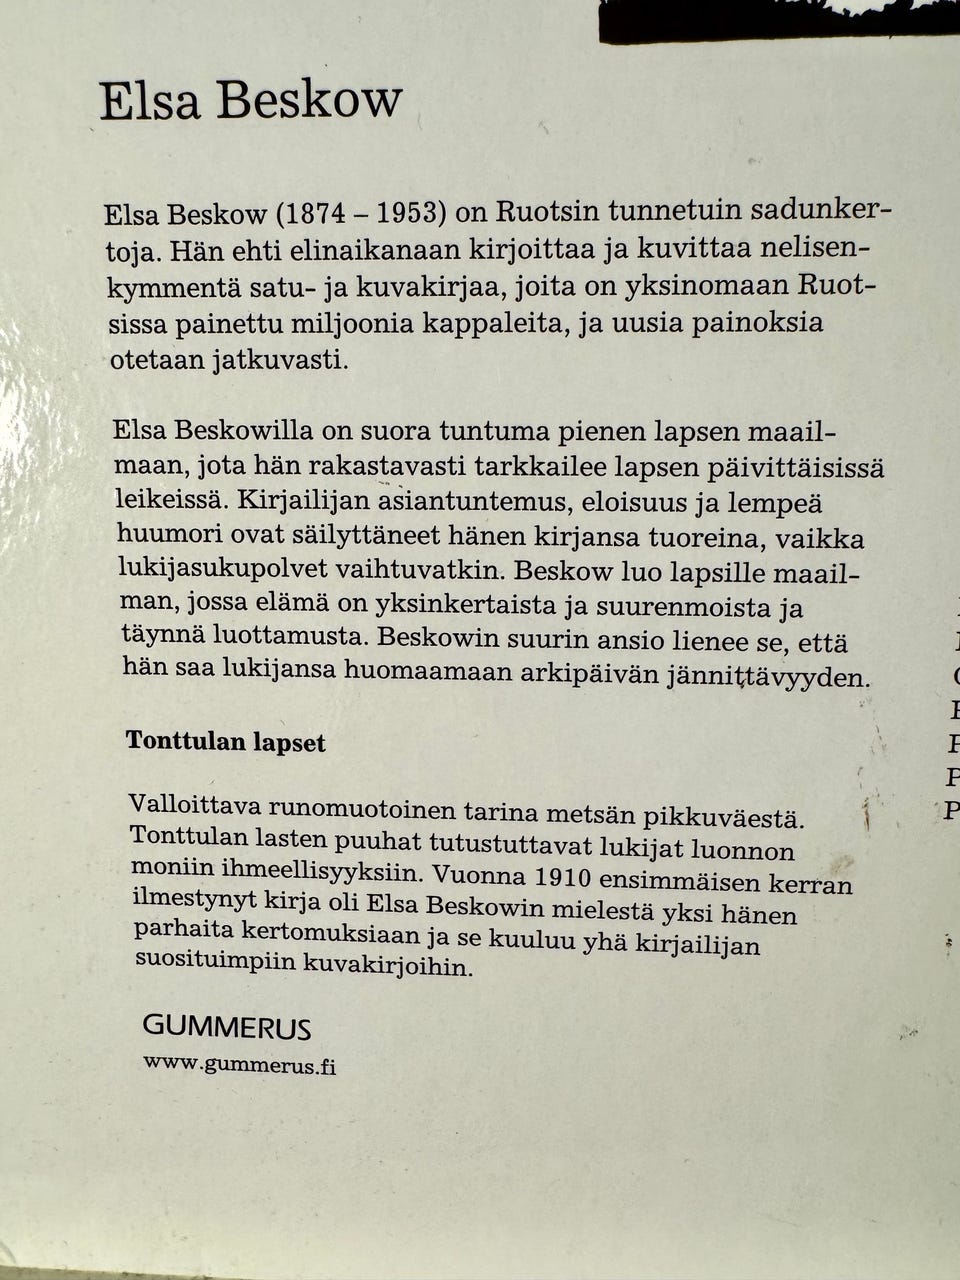 Elsa Beskow
Elsa Beskow (1874 – 1953) on Ruotsin tunnetuin sadunker-
toja. Hän ehti elinaikanaan kirjoittaa ja kuvittaa nelisen-
kymmentä satu- ja kuvakirjaa, joita on yksinomaan Ruot-
sissa painettu miljoonia kappaleita, ja uusia painoksia
otetaan jatkuvasti.
Elsa Beskowilla on suora tuntuma pienen lapsen maail-
maan, jota hän rakastavasti tarkkailee lapsen päivittäisissä
leikeissä. Kirjailijan asiantuntemus, eloisuus ja lempeä
huumori ovat säilyttäneet hänen kirjansa tuoreina, vaikka
lukijasukupolvet vaihtuvatkin. Beskow luo lapsille maail-
man, jossa elämä on yksinkertaista ja suurenmoista ja
täynnä luottamusta. Beskowin suurin ansio lienee se, että
hän saa lukijansa huomaamaan arkipäivän jännittävyyden.
Tonttulan lapset
Valloittava runomuotoinen tarina metsän pikkuväestä.
Tonttulan lasten puuhat tutustuttavat lukijat luonnon
moniin ihmeellisyyksiin. Vuonna 1910 ensimmäisen kerran
ilmestynyt kirja oli Elsa Beskowin mielestä yksi hänen
parhaita kertomuksiaan ja se kuuluu yhä kirjailijan
suosituimpiin kuvakirjoihin.
GUMMERUS
www.gummerus.fi